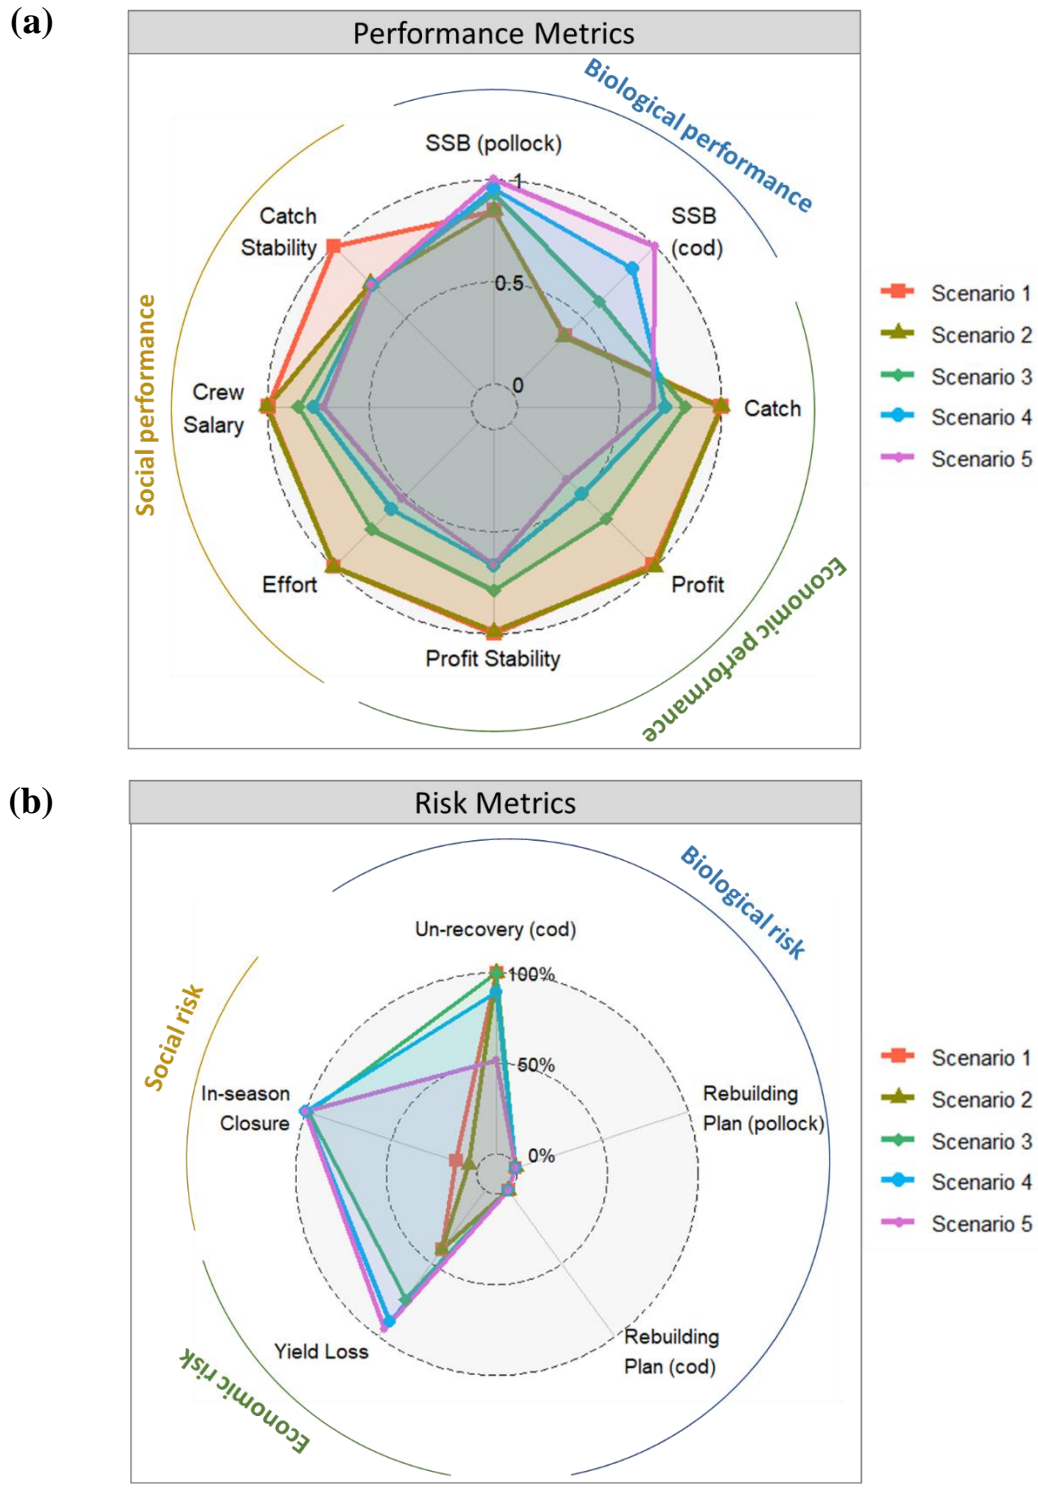 (a)
Performance Metrics
Biological performance
SSB (pollock)
1
Catch
Stability
SSB
(cod)
0.5
Social performance
Crew
Salary
0
Catch
Effort
Profit
Profit Stability
Economic performance
Scenario 1
Scenario 2
Scenario 3
Scenario 4
Scenario 5
(b)
Risk Metrics
Biological risk
Un-recovery (cod)
100%
Social risk
50%
In-season
Closure
Rebuilding
Plan (pollock)
0%
Yield Loss
Rebuilding
Plan (cod)
Economic risk
Scenario 1
Scenario 2
Scenario 3
Scenario 4
Scenario 5